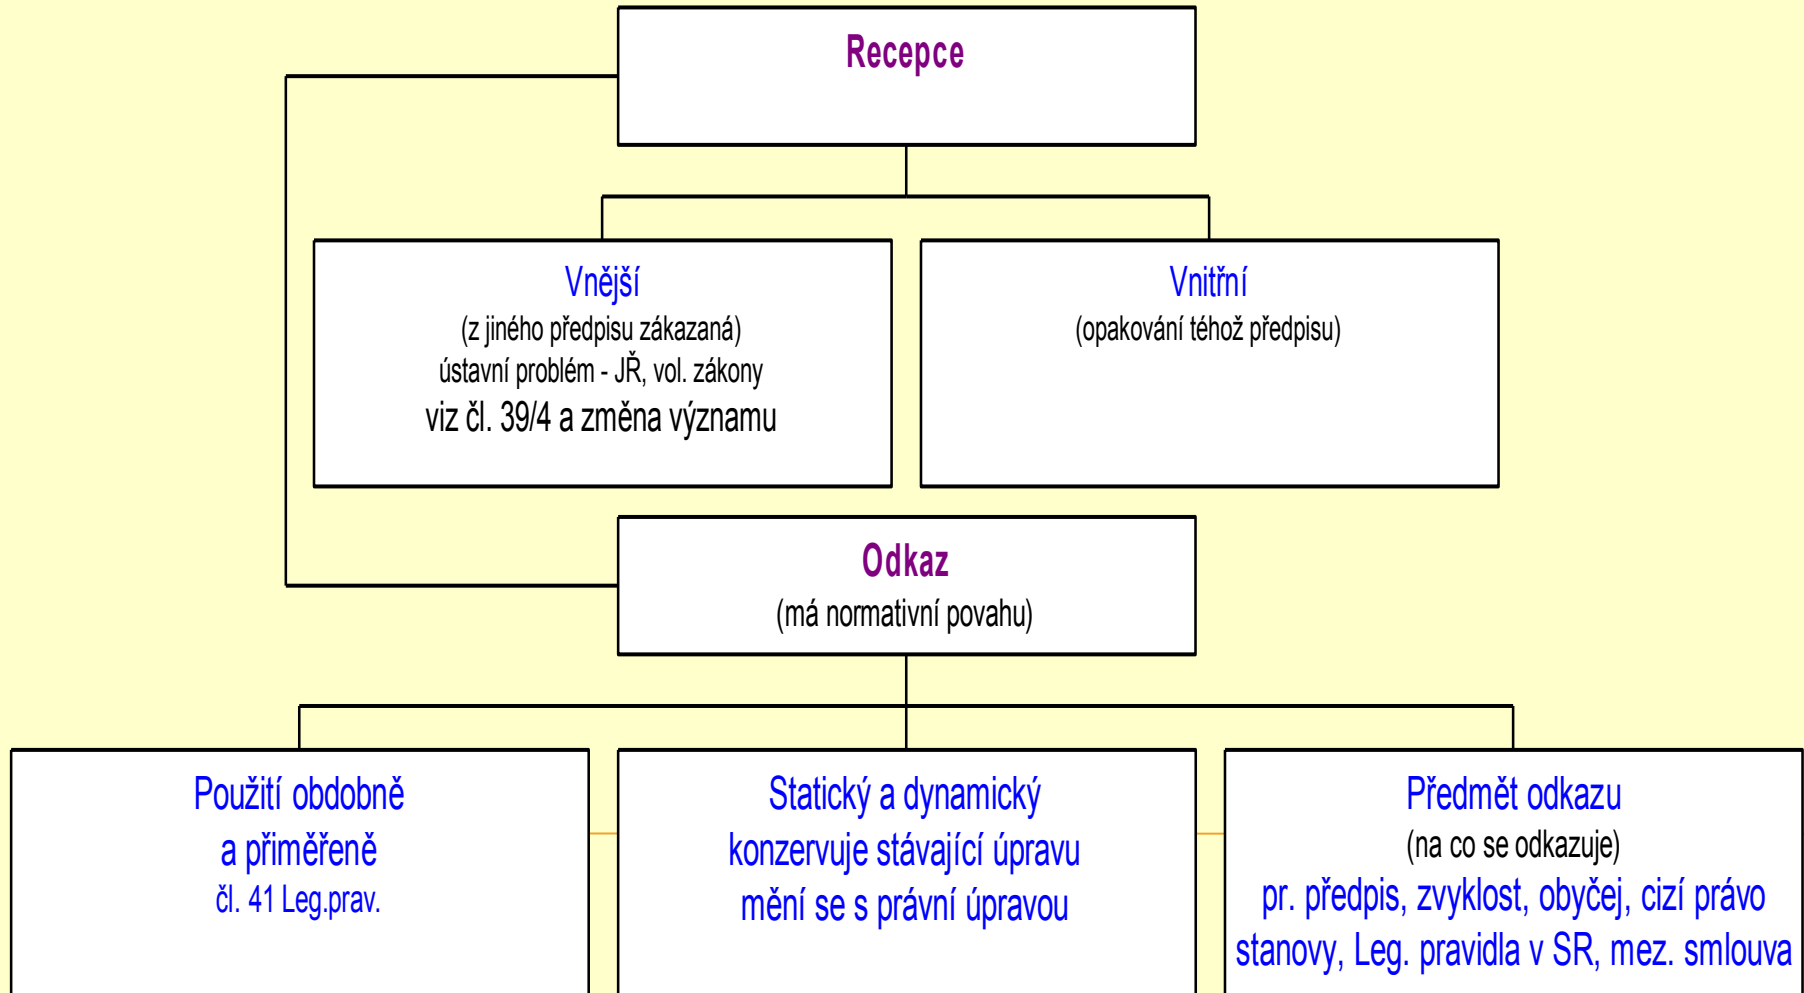 Recepce
Vnější
(z jiného předpisu zákazaná)
ústavní problém - JŘ, vol. zákony
viz čl. 39/4 a změna významu
Vnitřní
(opakování téhož předpisu)
Odkaz
(má normativní povahu)
Použití obdobně
a přiměřeně
čl. 41 Leg.prav.
Statický a dynamický
konzervuje stávající úpravu
mění se s právní úpravou
Předmět odkazu
(na co se odkazuje)
pr. předpis, zvyklost, obyčej, cizí právo
stanovy, Leg. pravidla v SR, mez. smlouva